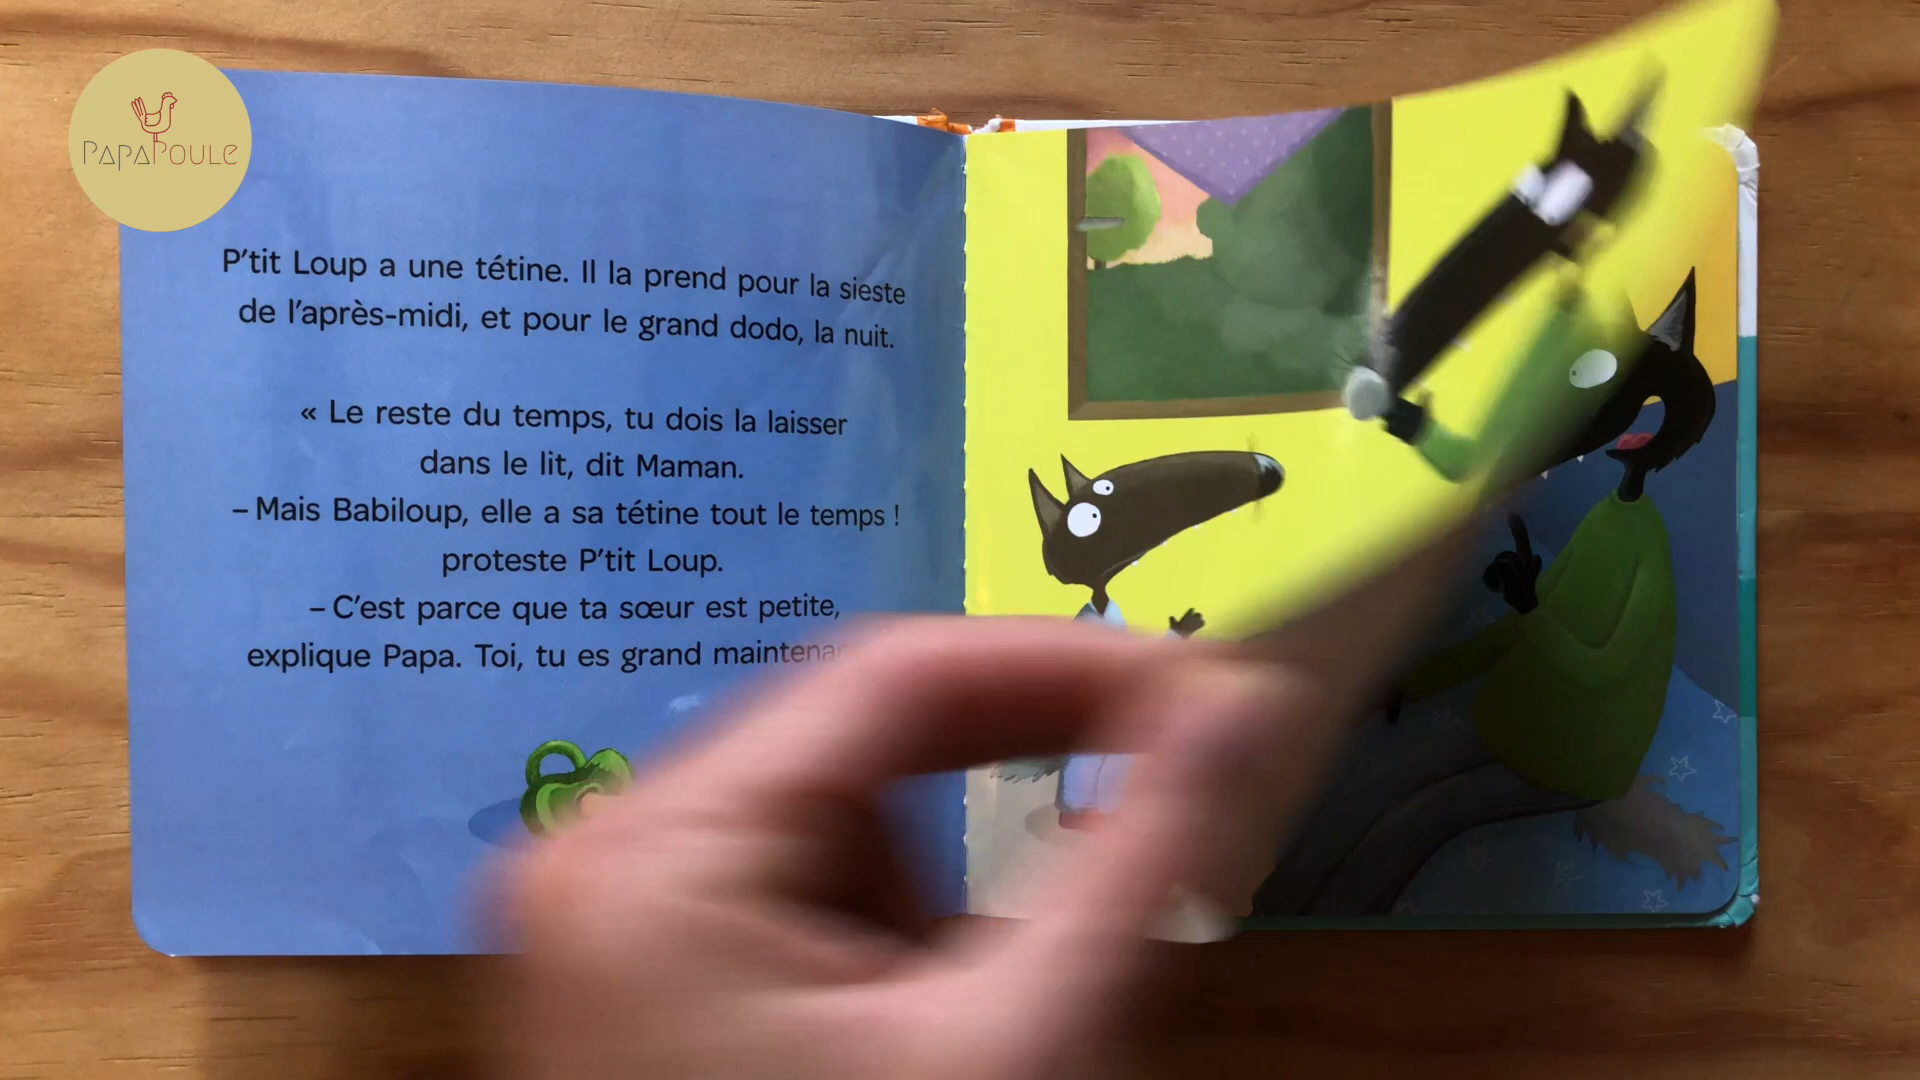 PAPAPOULE
P'tit Loup a une tétine. Il la prend pour la sieste
de l'après-midi, et pour le grand dodo, la nuit.
« Le reste du temps, tu dois la laisser
dans le lit, dit Maman.
– Mais Babiloup, elle a sa tétine tout le temps !
proteste P'tit Loup.
– C'est parce que ta sœur est petite,
explique Papa. Toi, tu es grand